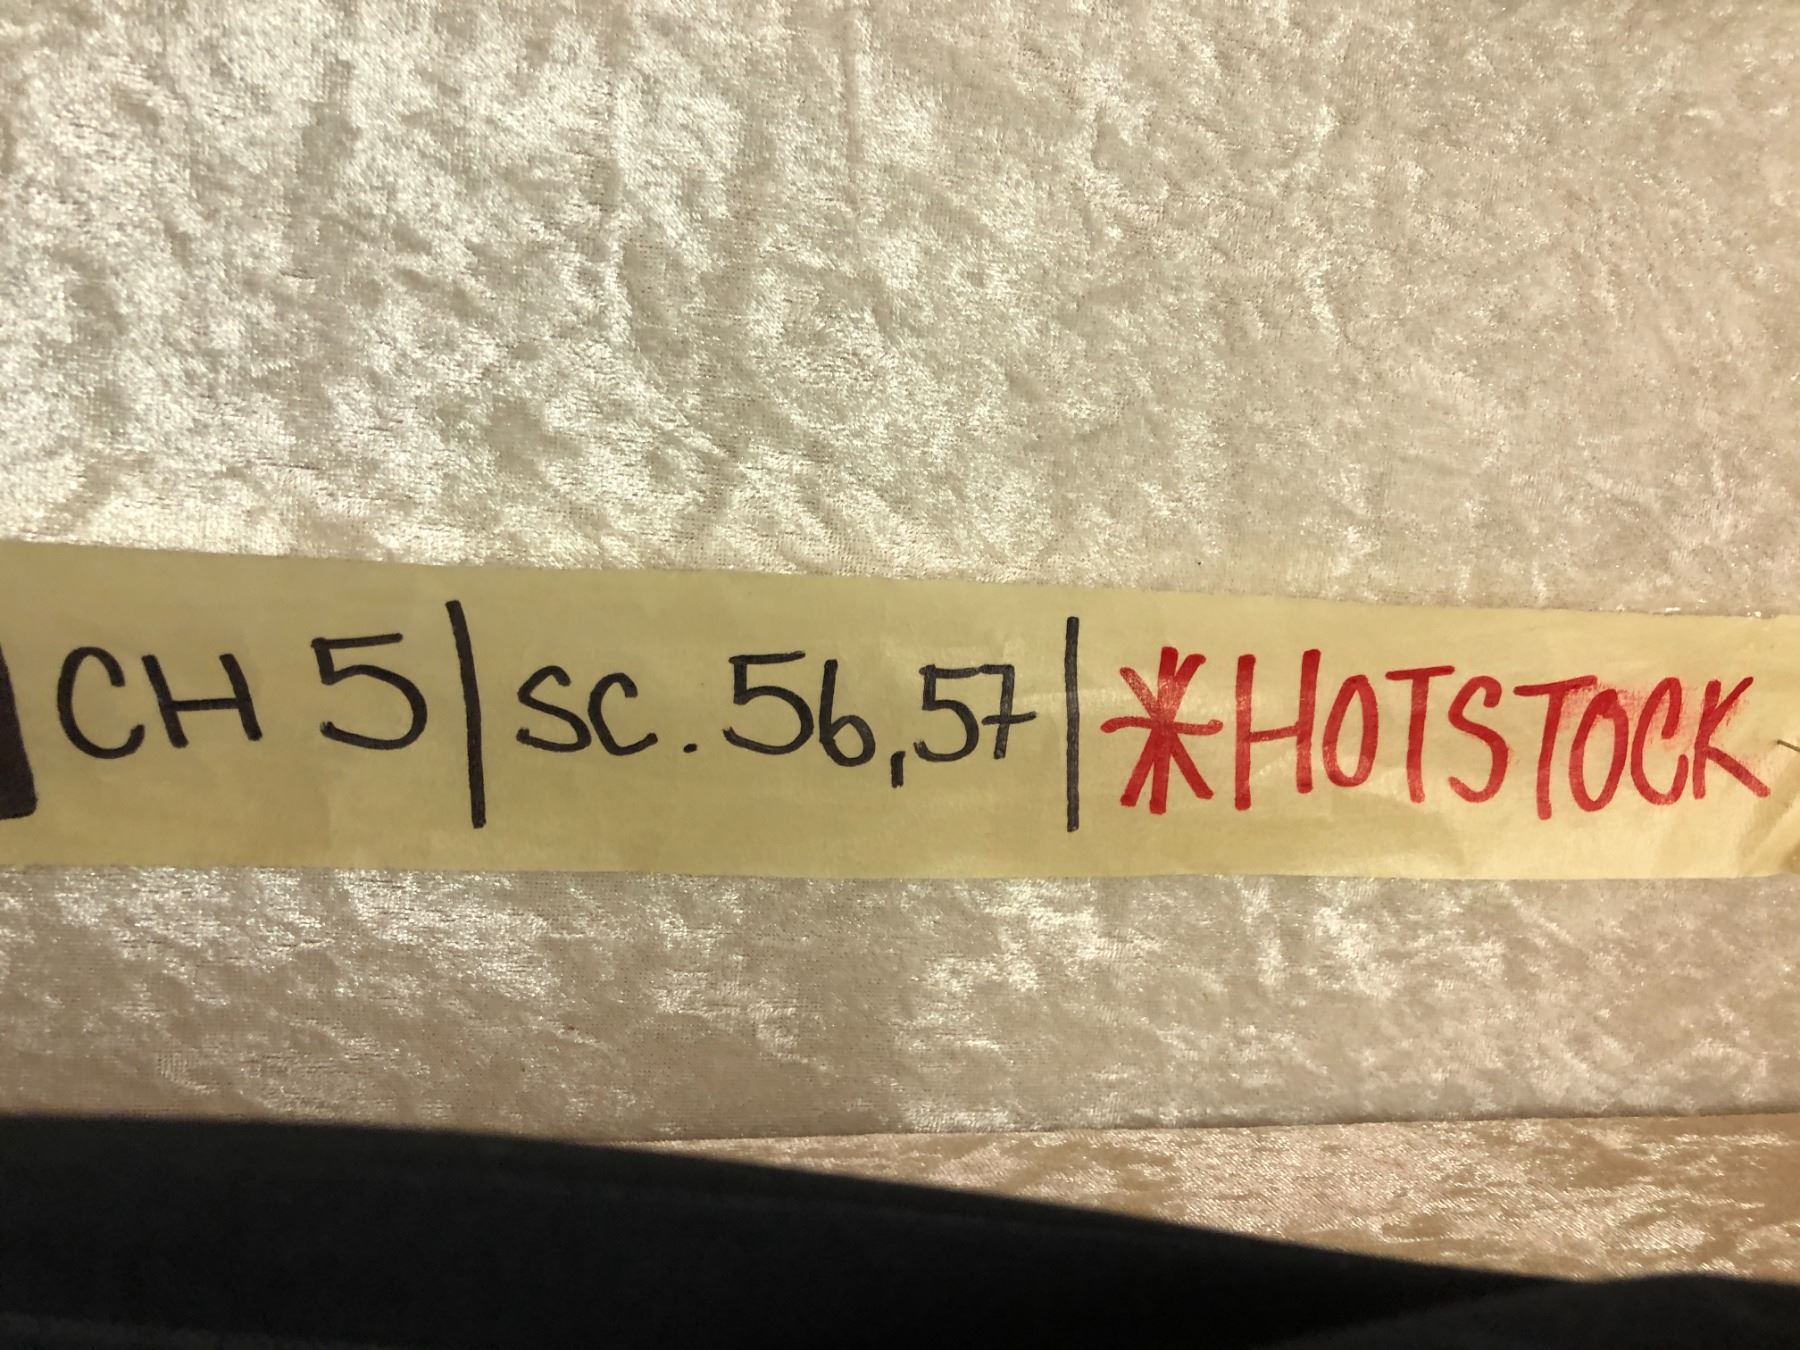 CH 5 | SC. 56,57 | *HOTSTOCK